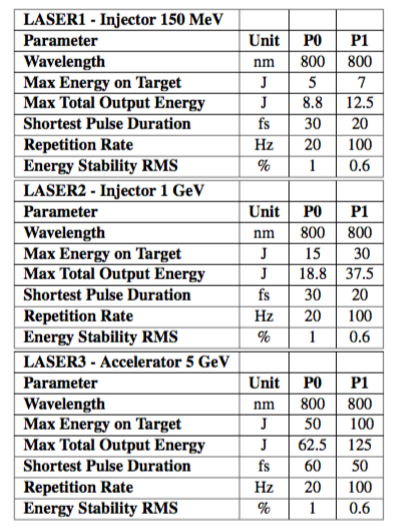 LASER1 - Injector 150 MeV
Parameter Unit P0 P1
Wavelength nm 800 800
Max Energy on Target J 5 7
Max Total Output Energy J 8.8 12.5
Shortest Pulse Duration fs 30 20
Repetition Rate Hz 20 100
Energy Stability RMS % 1 0.6
LASER2 - Injector 1 GeV
Parameter Unit P0 P1
Wavelength nm 800 800
Max Energy on Target J 15 30
Max Total Output Energy J 18.8 37.5
Shortest Pulse Duration fs 30 20
Repetition Rate Hz 20 100
Energy Stability RMS % 1 0.6
LASER3 - Accelerator 5 GeV
Parameter Unit P0 P1
Wavelength nm 800 800
Max Energy on Target J 50 100
Max Total Output Energy J 62.5 125
Shortest Pulse Duration fs 60 50
Repetition Rate Hz 20 100
Energy Stability RMS % 1 0.6